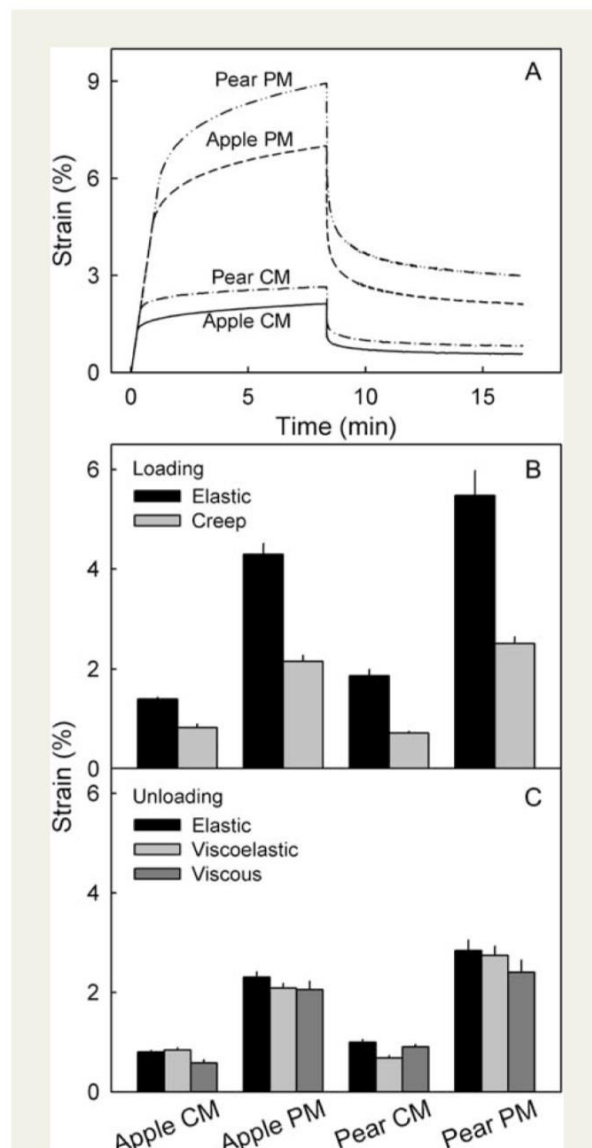 A
Pear PM
Apple PM
Pear CM
Apple CM
Strain (%)
9
6
3
0
0 5 10 15
Time (min)
B
Loading
Elastic
Creep
6
4
2
0
C
Unloading
Elastic
Viscoelastic
Viscous
Strain (%)
6
4
2
0
Apple CM Apple PM Pear CM Pear PM